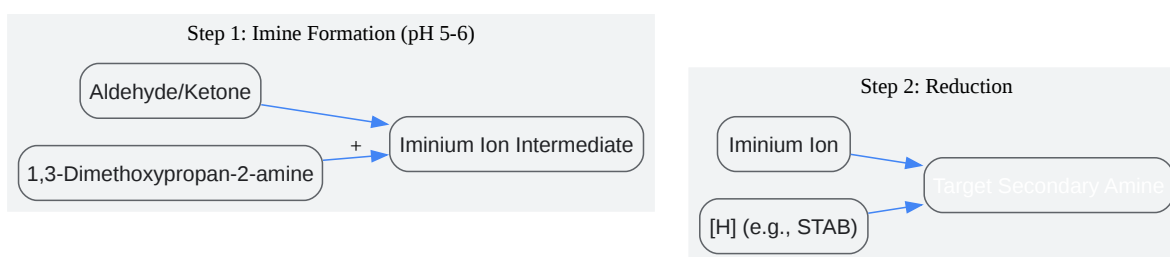 Step 1: Imine Formation (pH 5-6)
Aldehyde/Ketone
+
1,3-Dimethoxypropan-2-amine
Iminium Ion Intermediate
Step 2: Reduction
Iminium Ion
[H] (e.g., STAB)
Target Secondary Amine